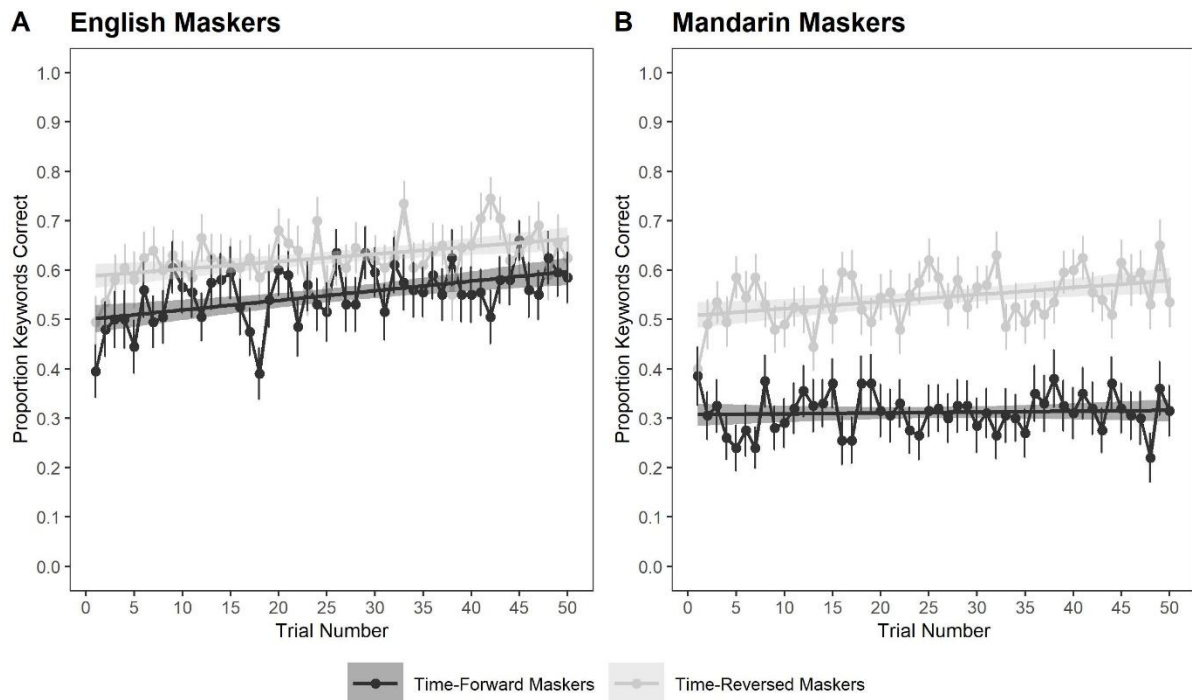 A English Maskers
Proportion Keywords Correct
1.0
0.9
0.8
0.7
0.6
0.5
0.4
0.3
0.2
0.1
0.0
0 5 10 15 20 25 30 35 40 45 50
Trial Number
B Mandarin Maskers
Proportion Keywords Correct
1.0
0.9
0.8
0.7
0.6
0.5
0.4
0.3
0.2
0.1
0.0
0 5 10 15 20 25 30 35 40 45 50
Trial Number
Time-Forward Maskers Time-Reversed Maskers